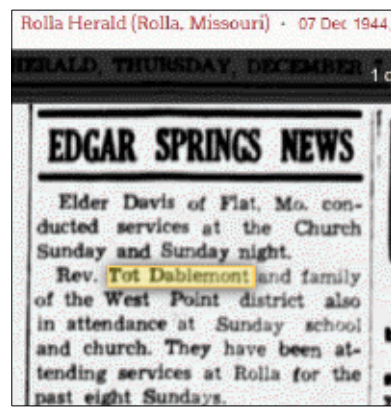 Rolla Herald (Rolla, Missouri) · 07 Dec 1944,
HERALD, THURSDAY, DECEMBER 7
1 o
EDGAR SPRINGS NEWS
Elder Davis of Flat, Mo. con-
ducted services at the Church
Sunday and Sunday night.
Rev. Tot Dablemont and family
of the West Point district also
in attendance at Sunday school
and church. They have been at-
tending services at Rolla for the
past eight Sundays.